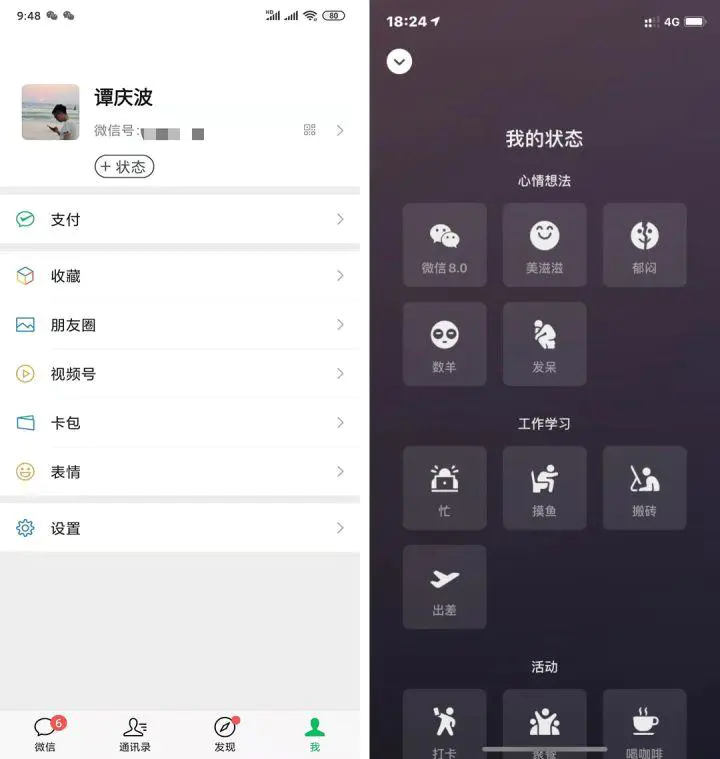 9:48
HD
80
谭庆波
微信号:
+ 状态
支付
收藏
朋友圈
视频号
卡包
表情
设置
6
微信
通讯录
发现
我
18:24
4G
我的状态
心情想法
微信 8.0
美滋滋
郁闷
数羊
发呆
工作学习
忙
摸鱼
搬砖
出差
活动
打卡
聚餐
喝咖啡